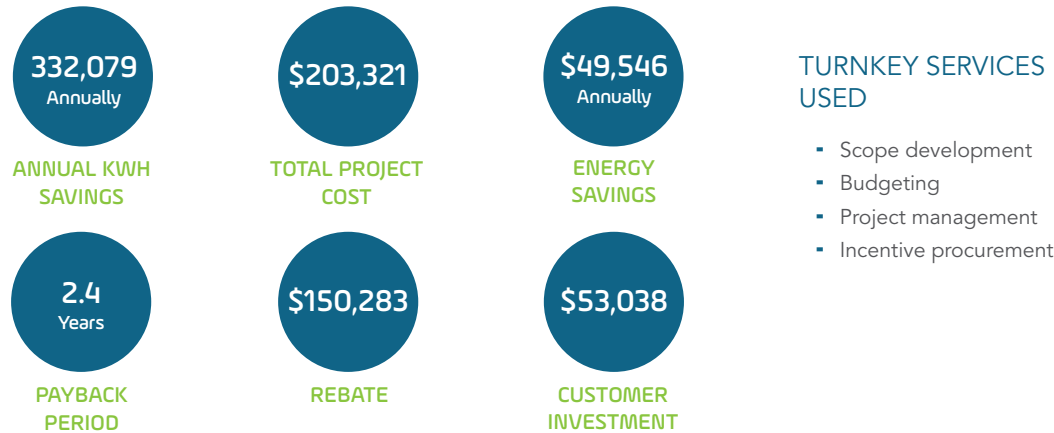 332,079
Annually
ANNUAL KWH
SAVINGS
$203,321
TOTAL PROJECT
COST
$49,546
Annually
ENERGY
SAVINGS
2.4
Years
PAYBACK
PERIOD
$150,283
REBATE
$53,038
CUSTOMER
INVESTMENT
TURNKEY SERVICES
USED
- Scope development
- Budgeting
- Project management
- Incentive procurement